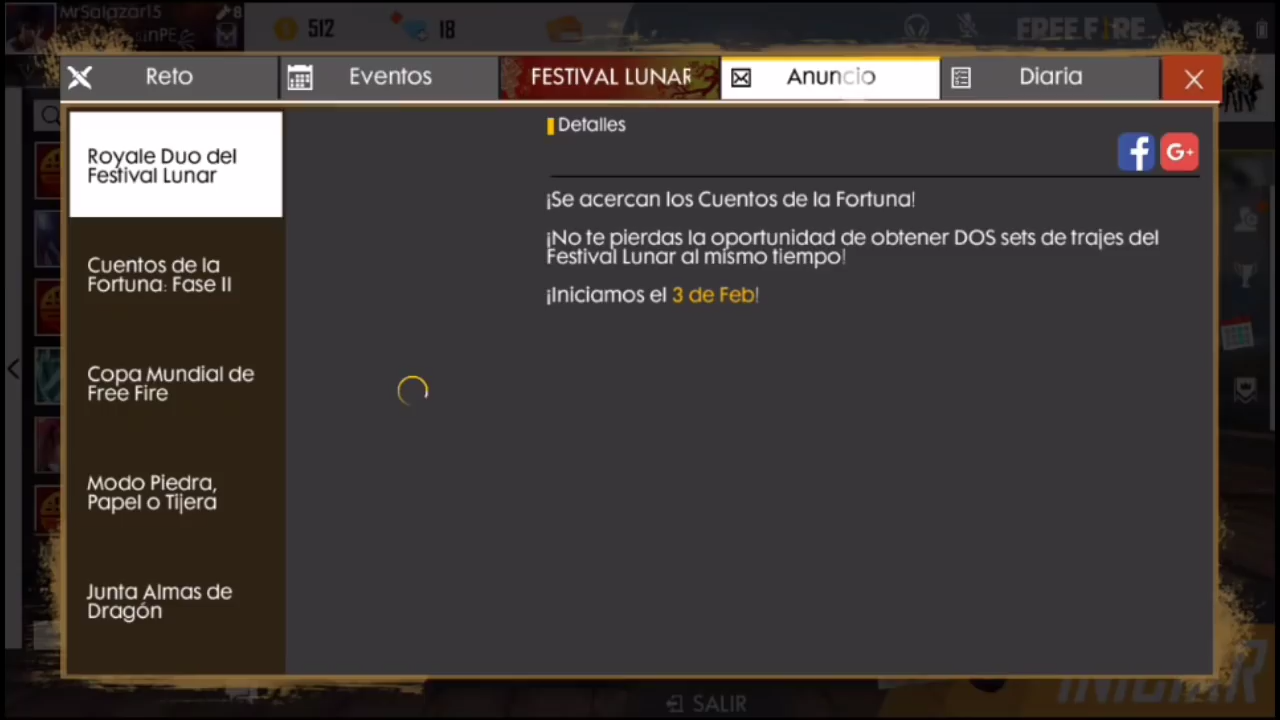 MrSalazar15
8
512
18
FREE FIRE
Reto
Eventos
FESTIVAL LUNAR
Anuncio
Diaria
Royale Duo del
Festival Lunar
Cuentos de la
Fortuna: Fase II
Copa Mundial de
Free Fire
Modo Piedra,
Papel o Tijera
Junta Almas de
Dragón
Detalles
¡Se acercan los Cuentos de la Fortuna!
¡No te pierdas la oportunidad de obtener DOS sets de trajes del
Festival Lunar al mismo tiempo!
¡Iniciamos el 3 de Feb!
SALIR